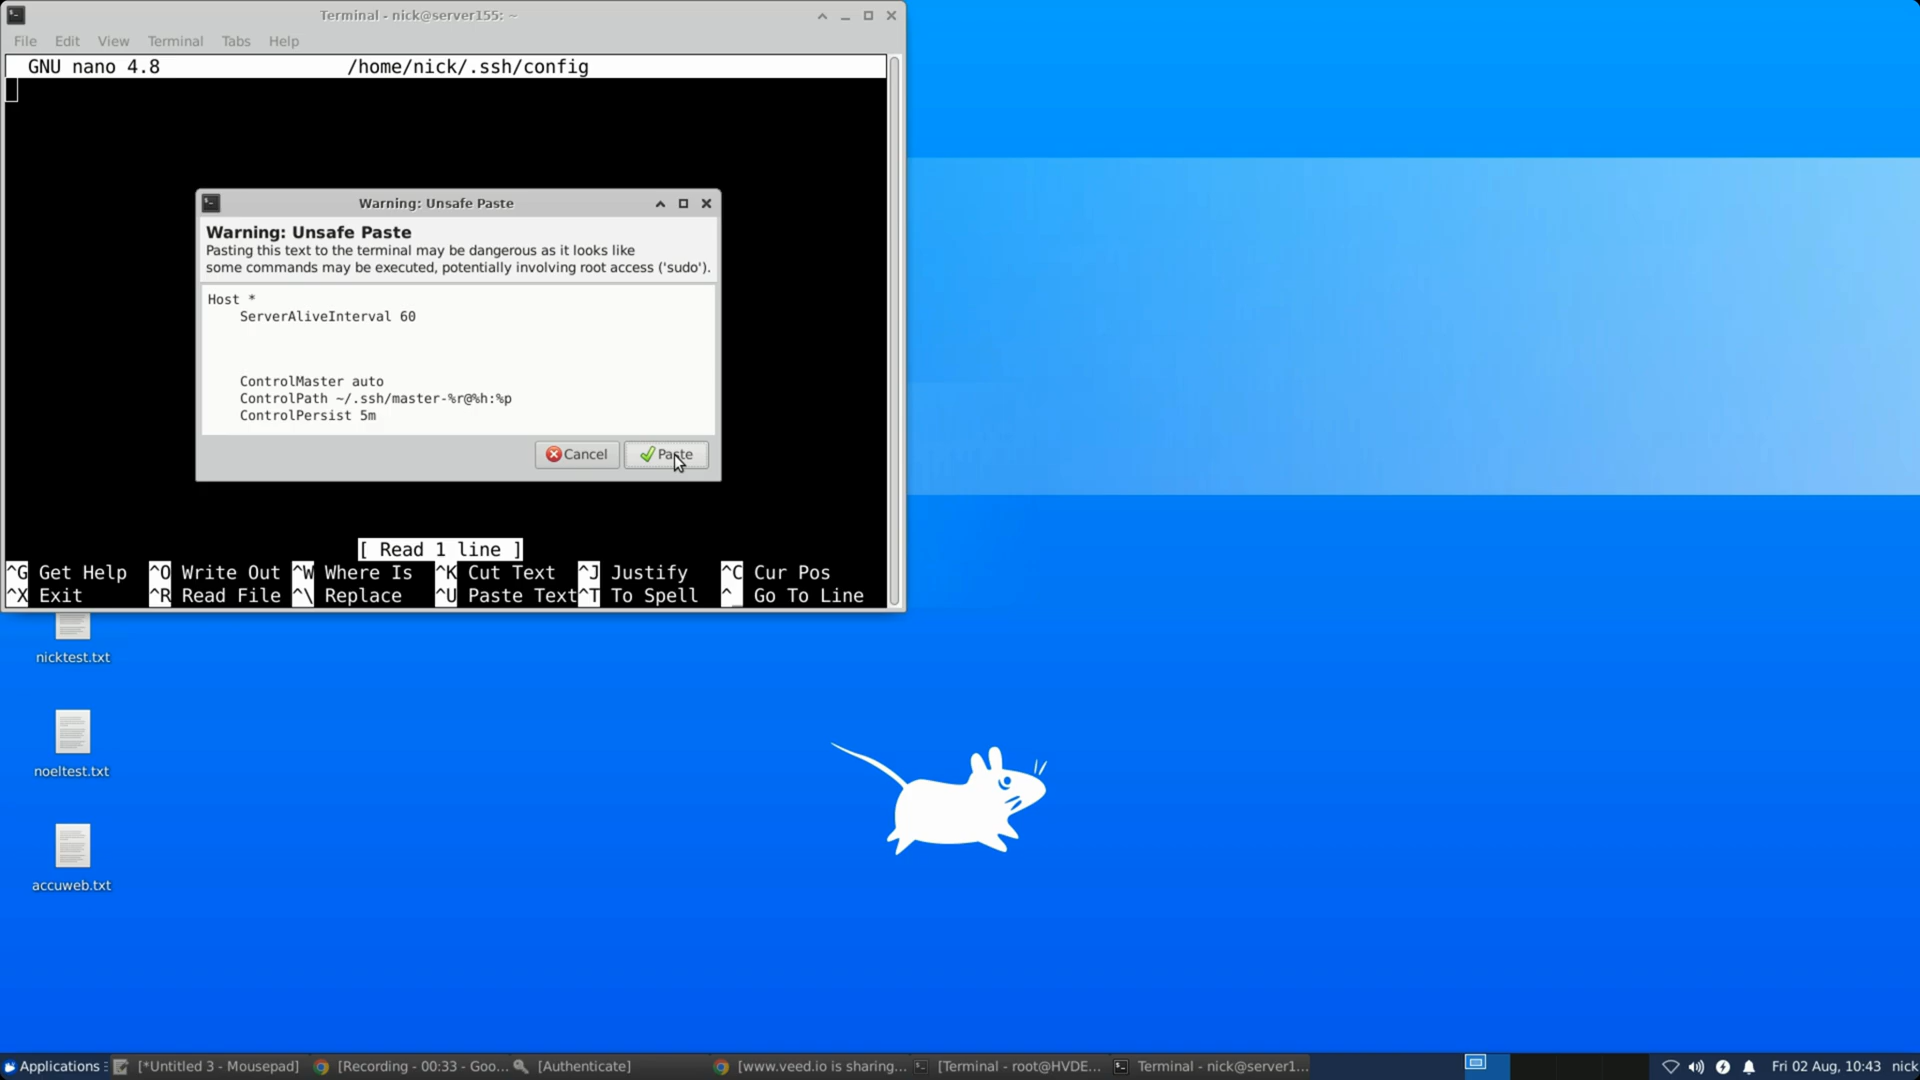 Terminal - nick@server155: ~
File Edit View Terminal Tabs Help
GNU nano 4.8 /home/nick/.ssh/config
Warning: Unsafe Paste
Warning: Unsafe Paste
Pasting this text to the terminal may be dangerous as it looks like
some commands may be executed, potentially involving root access ('sudo').
Host *
ServerAliveInterval 60
ControlMaster auto
ControlPath ~/.ssh/master-%r@%h:%p
ControlPersist 5m
Cancel Paste
[ Read 1 line ]
^G Get Help ^O Write Out ^W Where Is ^K Cut Text ^J Justify ^C Cur Pos
^X Exit ^R Read File ^\ Replace ^U Paste Text ^T To Spell ^_ Go To Line
nicktest.txt
noeltest.txt
accuweb.txt
Applications [*Untitled 3 - Mousepad] [Recording - 00:33 - Goo... [Authenticate] [www.veed.io is sharing... [Terminal - root@HVDE... Terminal - nick@server1... Fri 02 Aug, 10:43 nick